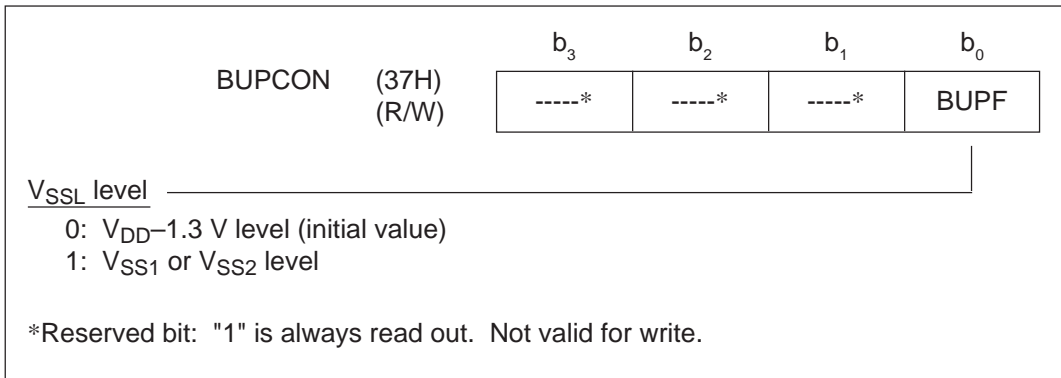 b3 b2 b1 b0
BUPCON (37H) -----* -----* -----* BUPF
(R/W)
VSSL level
0: VDD–1.3 V level (initial value)
1: VSS1 or VSS2 level
*Reserved bit: "1" is always read out. Not valid for write.